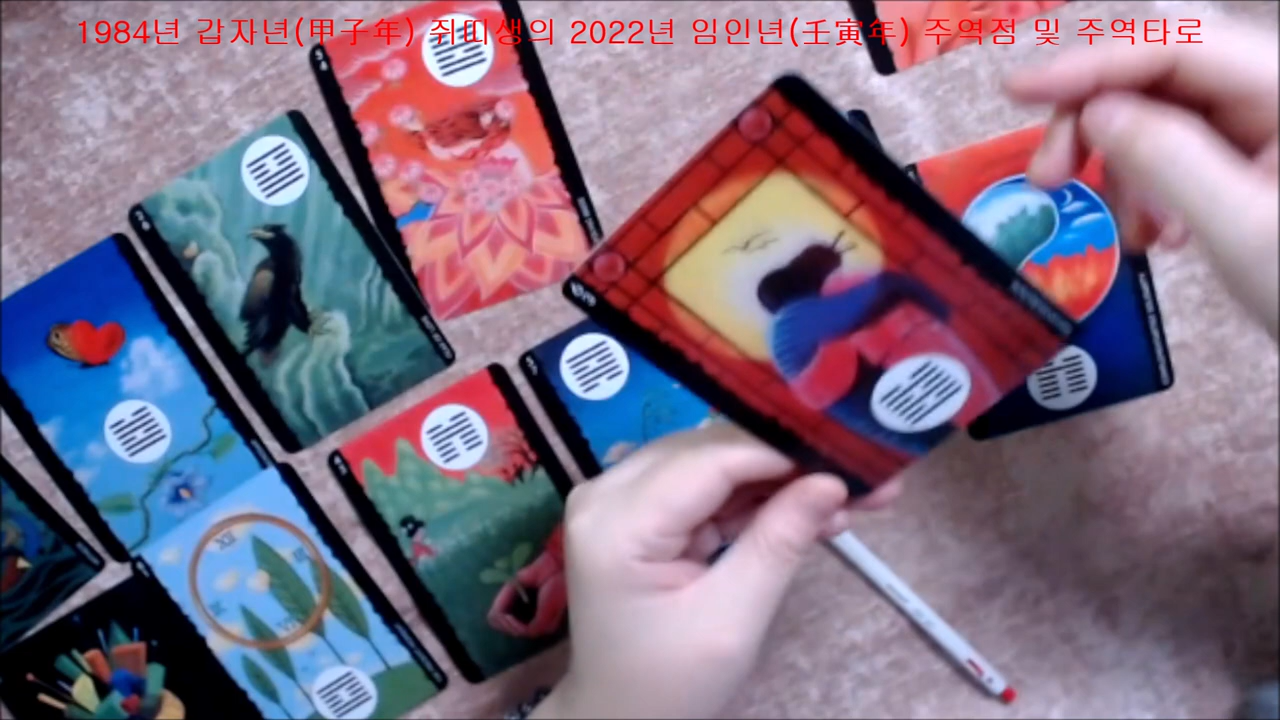 1984년 갑자년(甲子年) 쥐띠생의 2022년 임인년(壬寅年) 주역점 및 주역타로